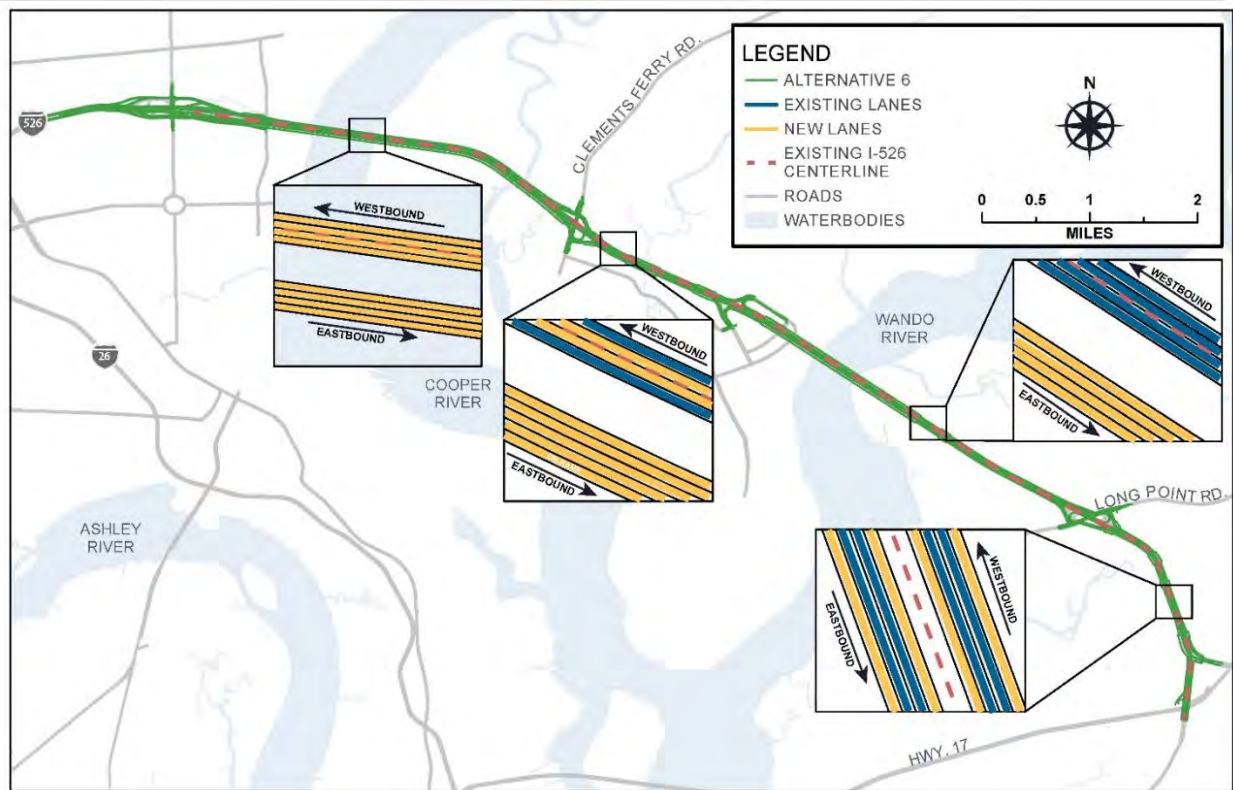 LEGEND
ALTERNATIVE 6
EXISTING LANES
NEW LANES
EXISTING I-526
CENTERLINE
ROADS
WATERBODIES
N
0 0.5 1 2
MILES
526
CLEMENTS FERRY RD.
WESTBOUND
EASTBOUND
26
COOPER
RIVER
WESTBOUND
EASTBOUND
WANDO
RIVER
WESTBOUND
EASTBOUND
LONG POINT RD.
ASHLEY
RIVER
EASTBOUND
WESTBOUND
HWY. 17